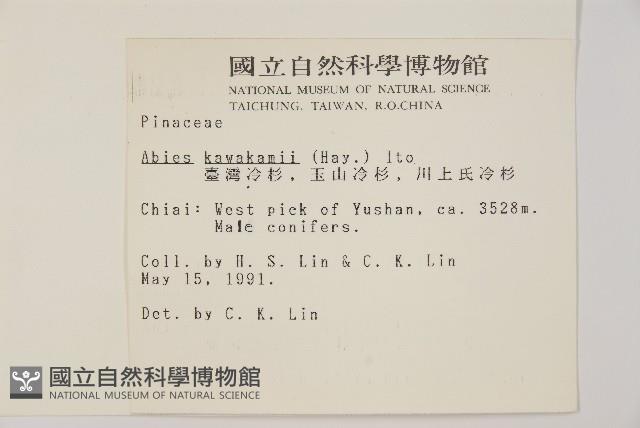 國立自然科學博物館
NATIONAL MUSEUM OF NATURAL SCIENCE
TAICHUNG, TAIWAN, R.O.CHINA
Pinaceae
Abies kawakamii (Hay.) Ito
臺灣冷杉, 玉山冷杉, 川上氏冷杉
Chiai: West pick of Yushan, ca. 3528m.
Male conifers.
Coll. by H. S. Lin & C. K. Lin
May 15, 1991.
Det. by C. K. Lin
國立自然科學博物館
NATIONAL MUSEUM OF NATURAL SCIENCE